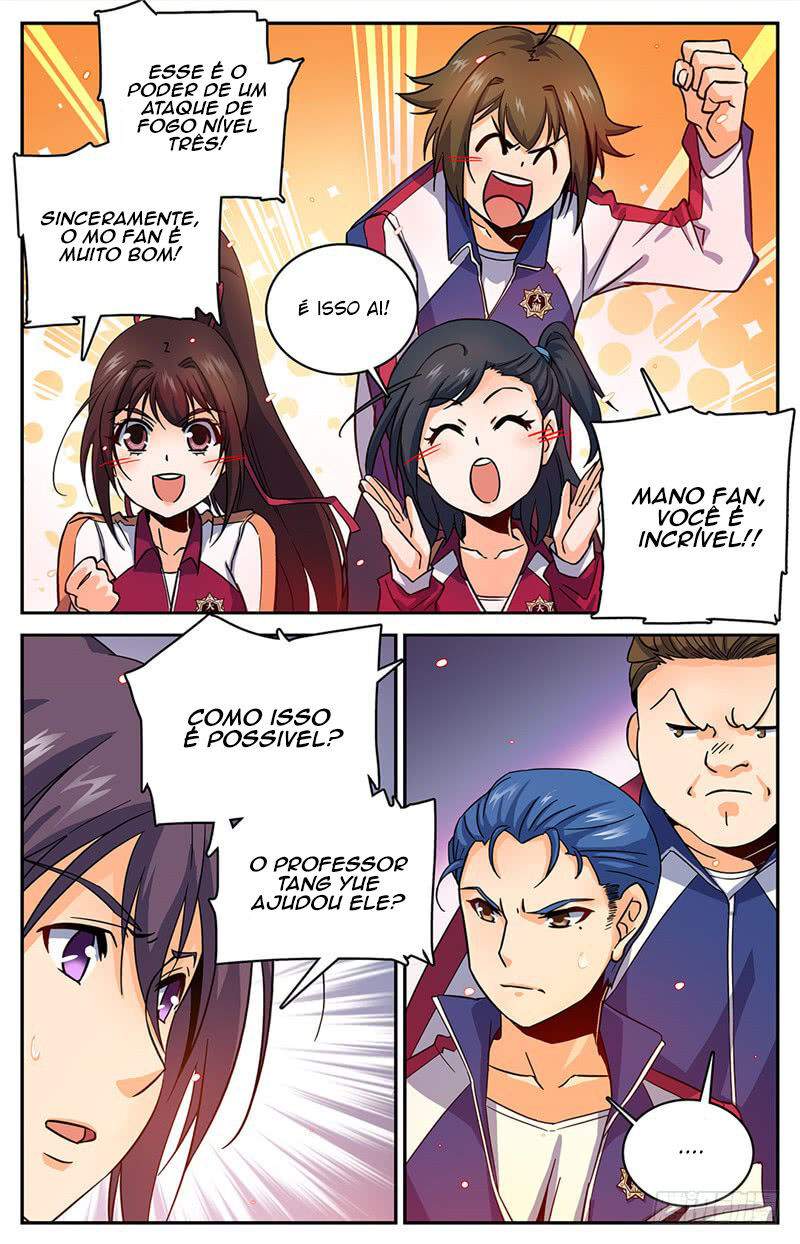 ESSE É O
PODER DE UM
ATAQUE DE
FOGO NÍVEL
TRÊS!
SINCERAMENTE,
O MO FAN É
MUITO BOM!
É ISSO AI!
MANO FAN,
VOCÊ É
INCRÍVEL!!
COMO ISSO
É POSSIVEL?
O PROFESSOR
TANG YUE
AJUDOU ELE?
....